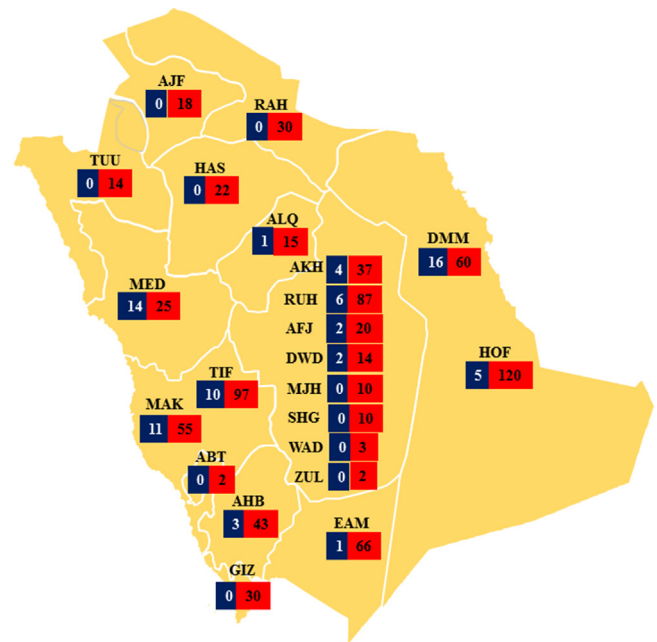 AJF
0 18
RAH
0 30
TUU
0 14
HAS
0 22
ALQ
1 15
DMM
16 60
AKH 4 37
MED
14 25
RUH 6 87
AFJ 2 20
DWD 2 14
HOF
5 120
TIF
10 97
MJH 0 10
MAK
11 55
SHG 0 10
WAD 0 3
ABT
0 2
ZUL 0 2
AHB
3 43
EAM
1 66
GIZ
0 30